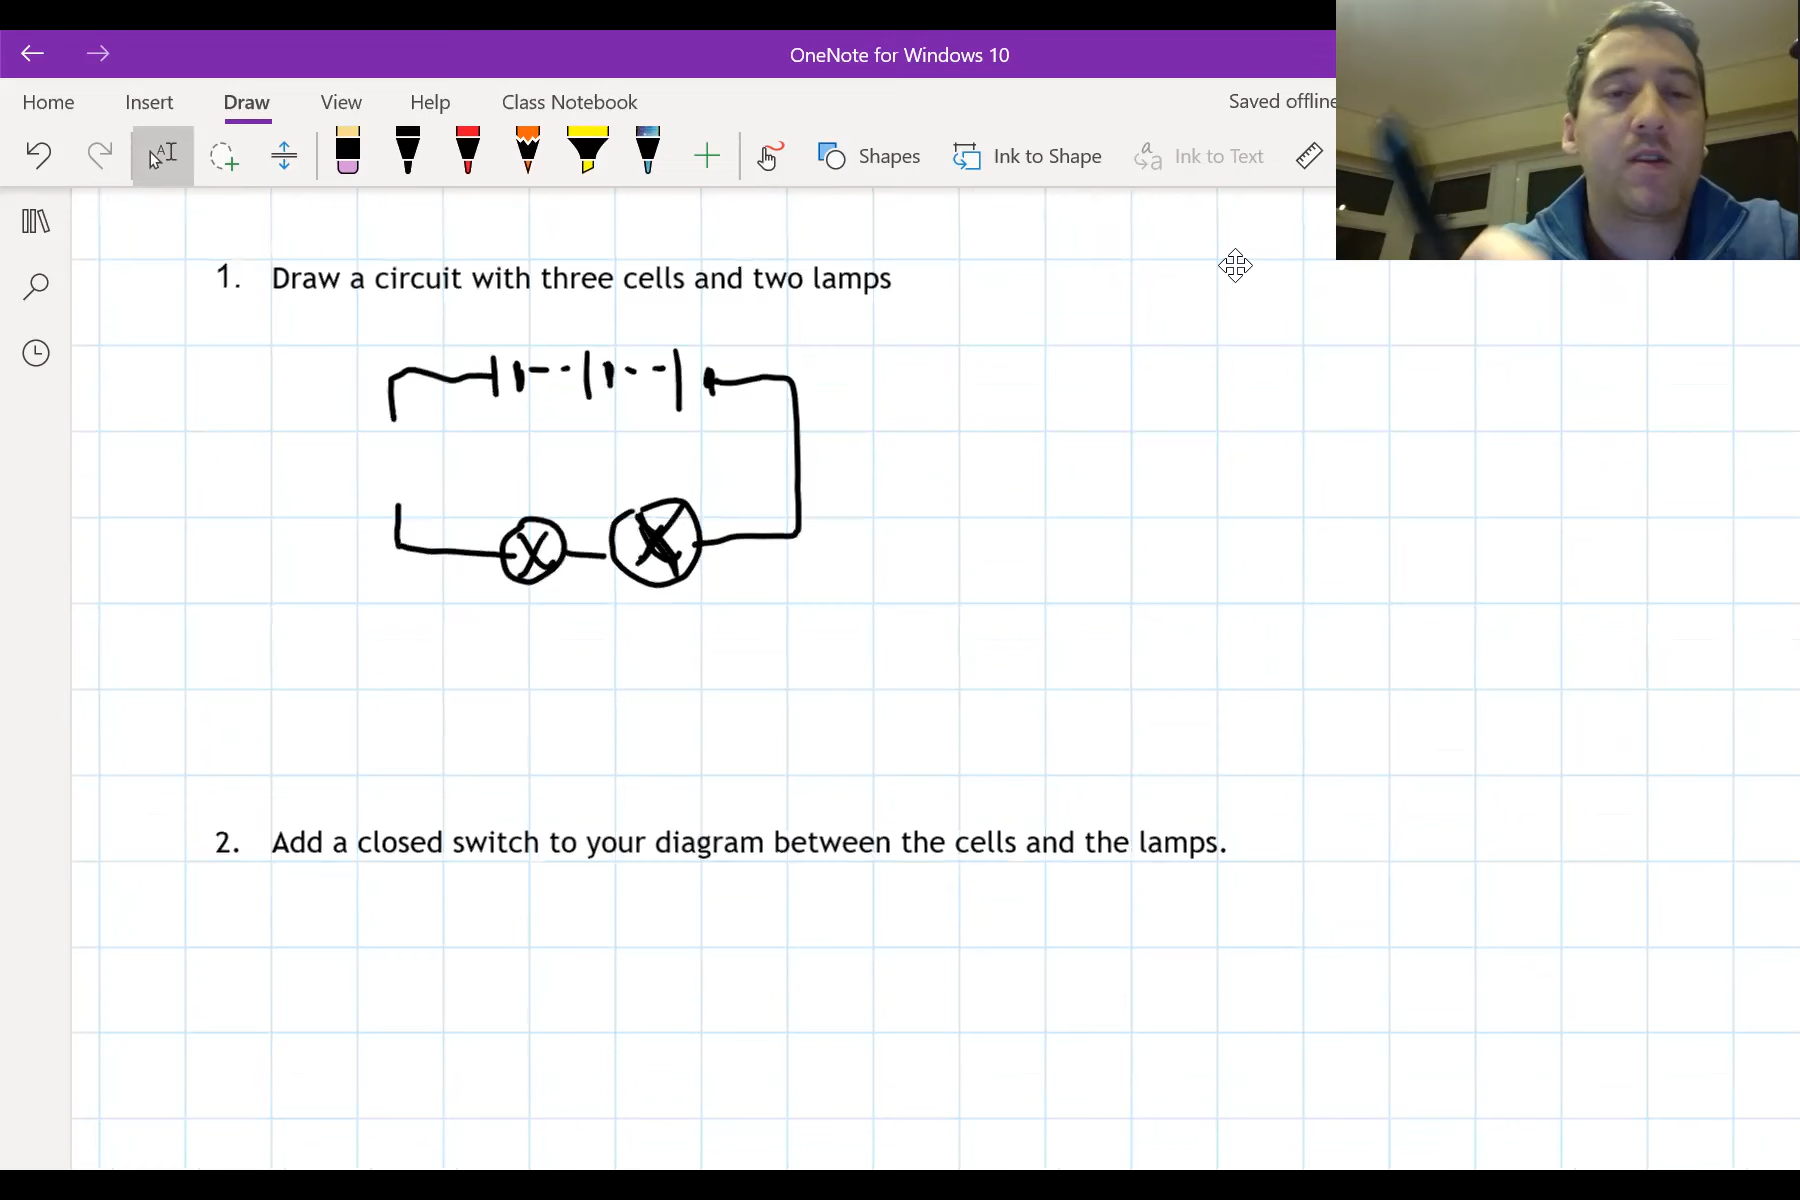 OneNote for Windows 10
Home Insert Draw View Help Class Notebook Saved offline
Shapes Ink to Shape Ink to Text
1. Draw a circuit with three cells and two lamps
2. Add a closed switch to your diagram between the cells and the lamps.